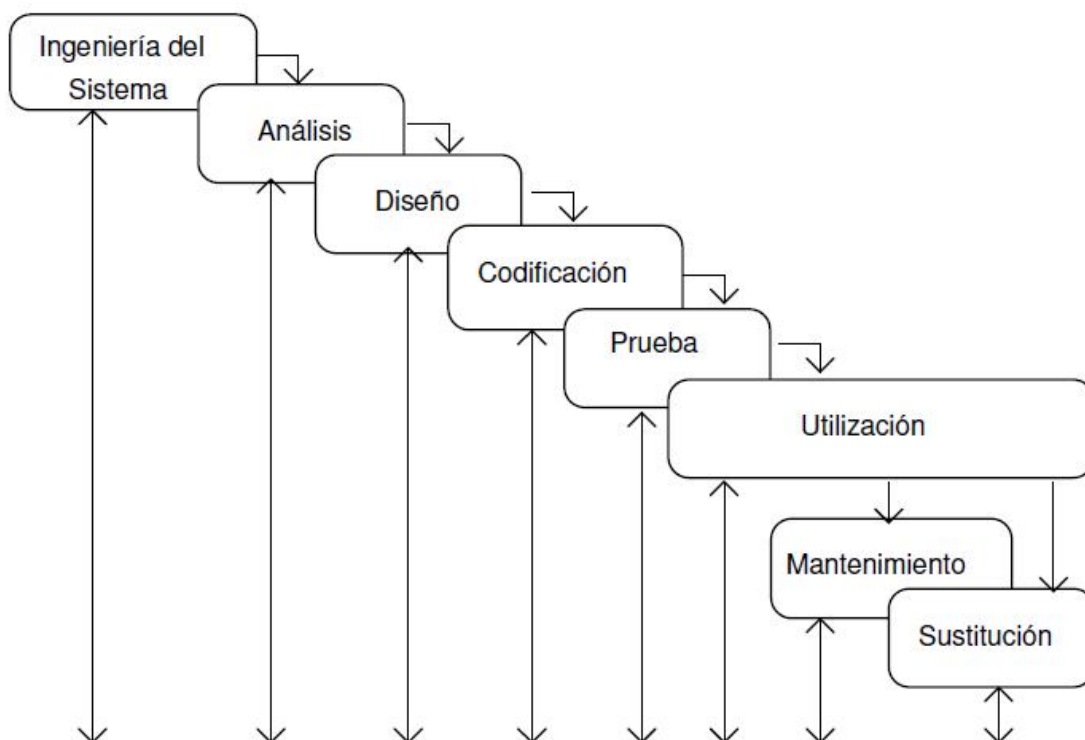 Ingeniería del
Sistema
Análisis
Diseño
Codificación
Prueba
Utilización
Mantenimiento
Sustitución